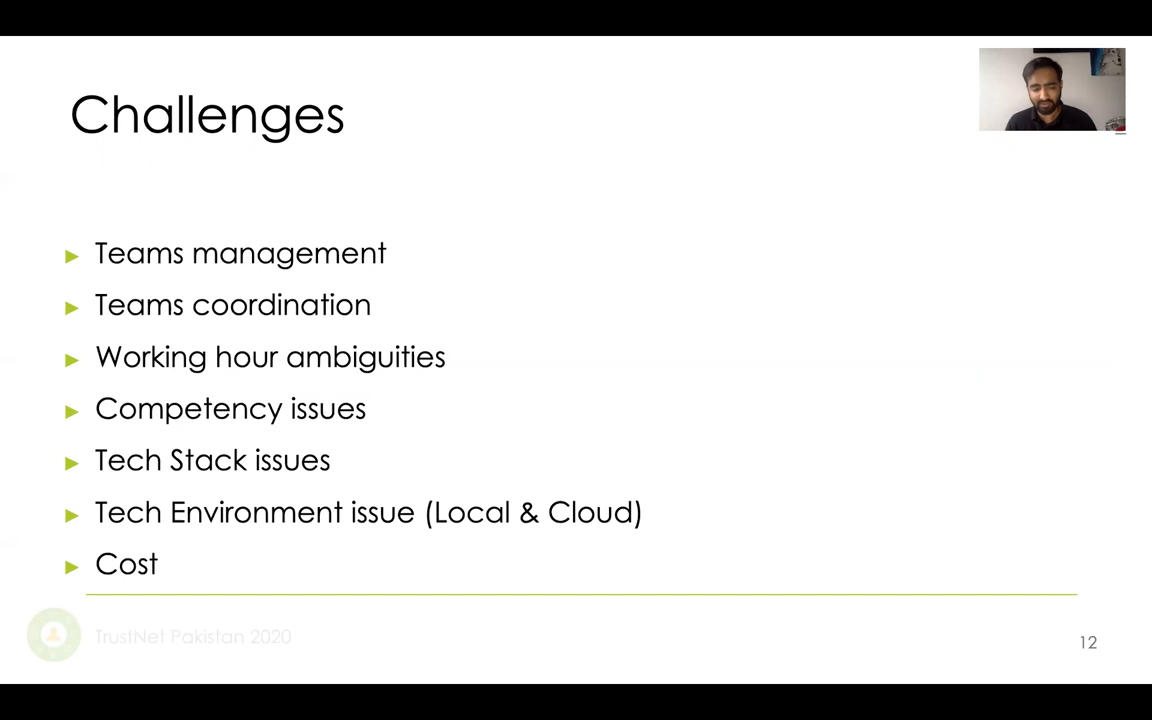 Challenges
Teams management
Teams coordination
Working hour ambiguities
Competency issues
Tech Stack issues
Tech Environment issue (Local & Cloud)
Cost
TrustNet Pakistan 2020
12